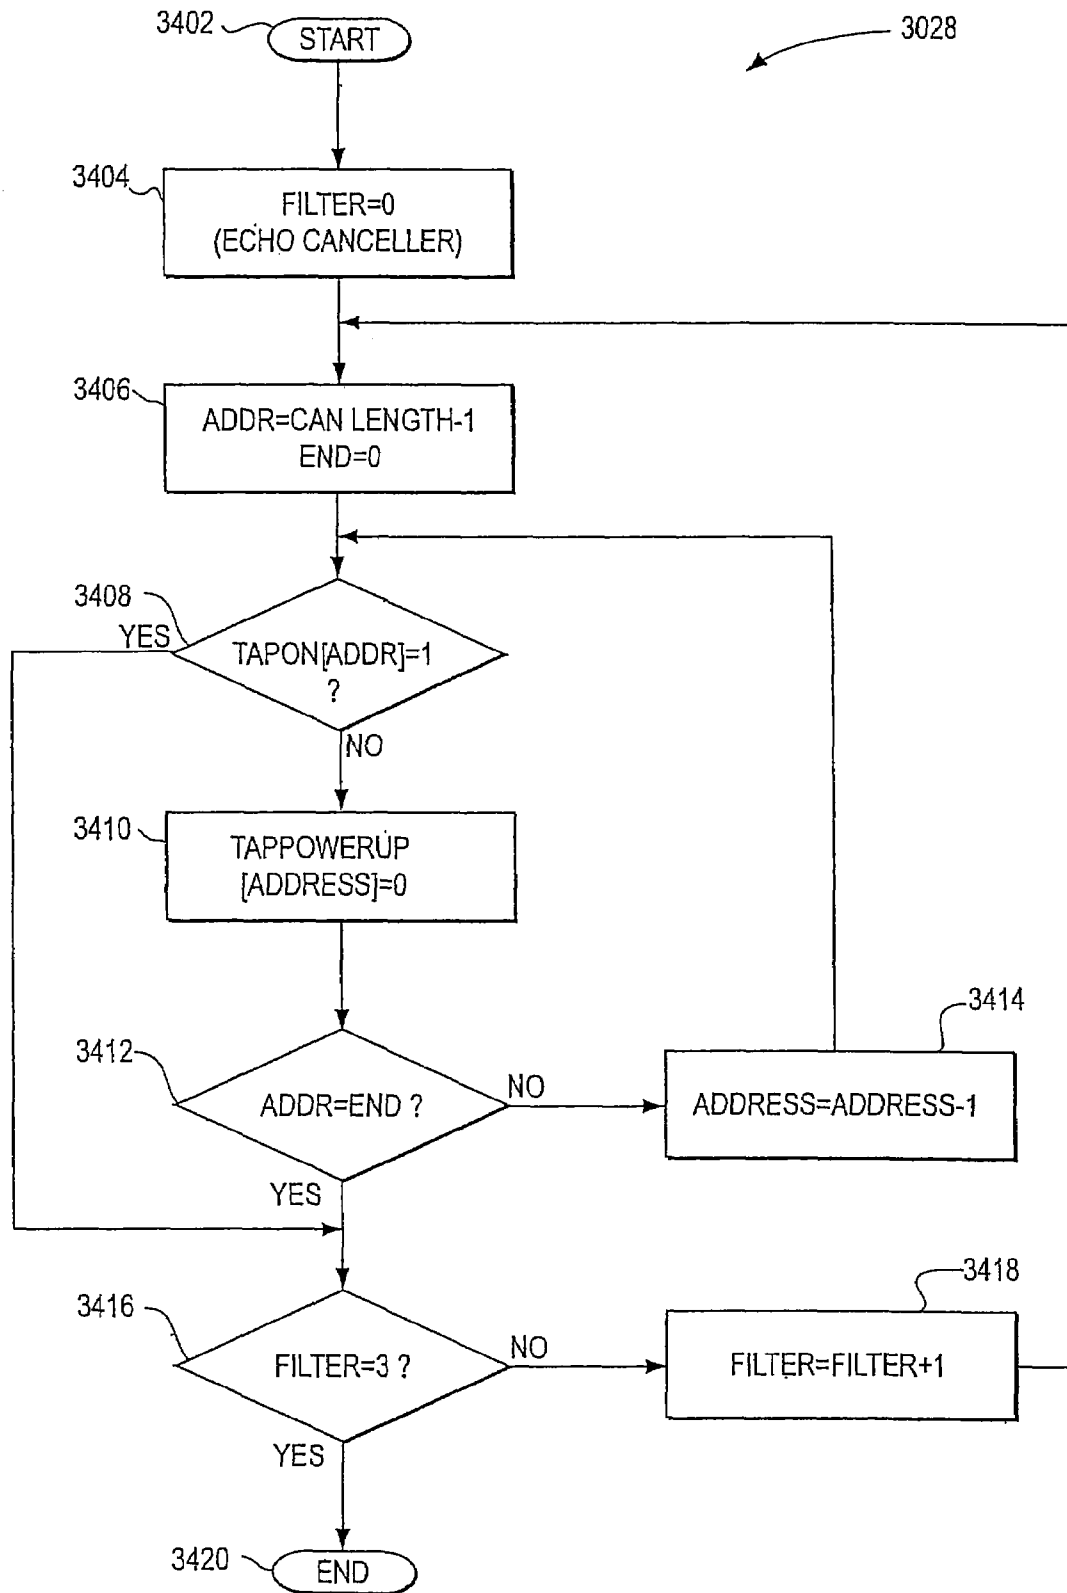 3402
START
3028
3404
FILTER=0
(ECHO CANCELLER)
3406
ADDR=CAN LENGTH-1
END=0
3408
YES
TAPON[ADDR]=1
?
NO
3410
TAPPOWERUP
[ADDRESS]=0
3412
ADDR=END ?
NO
3414
ADDRESS=ADDRESS-1
YES
3416
FILTER=3 ?
NO
3418
FILTER=FILTER+1
YES
3420
END